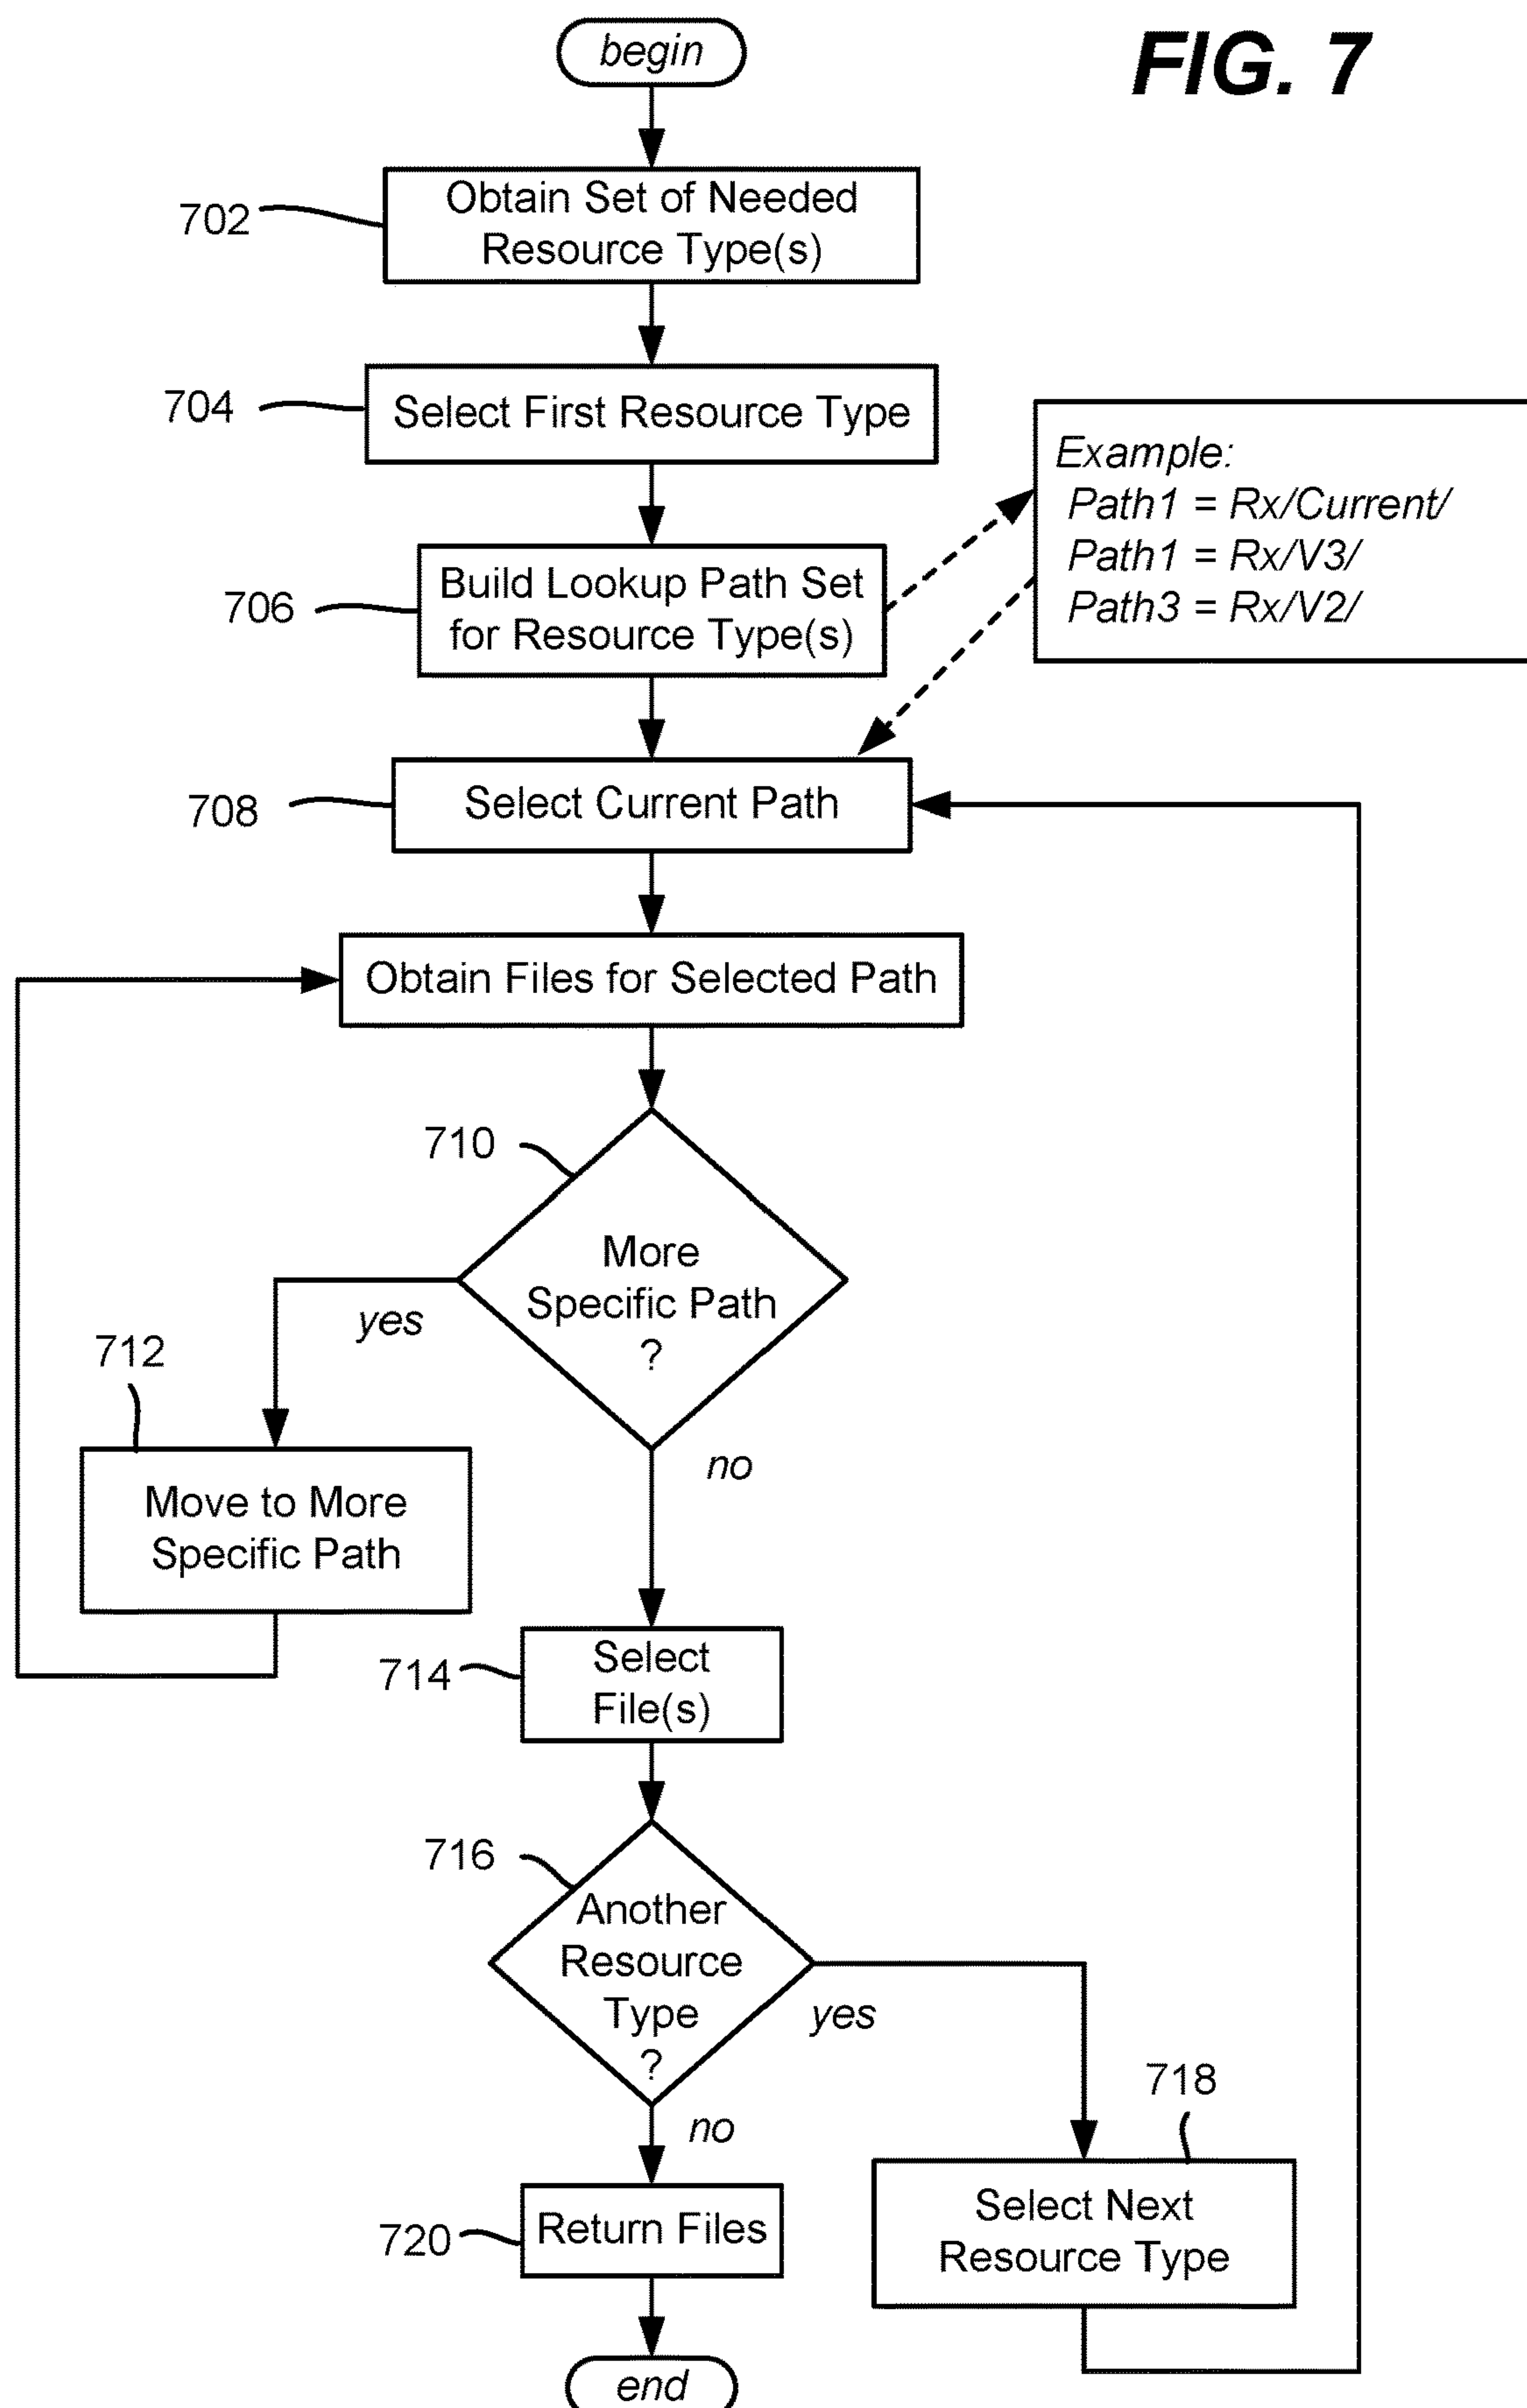 FIG. 7
begin
702
Obtain Set of Needed
Resource Type(s)
704
Select First Resource Type
Example:
Path1 = Rx/Current/
Path1 = Rx/V3/
Path3 = Rx/V2/
706
Build Lookup Path Set
for Resource Type(s)
708
Select Current Path
Obtain Files for Selected Path
710
More
Specific Path
?
yes
no
712
Move to More
Specific Path
714
Select
File(s)
716
Another
Resource
Type
?
yes
no
718
Select Next
Resource Type
720
Return Files
end